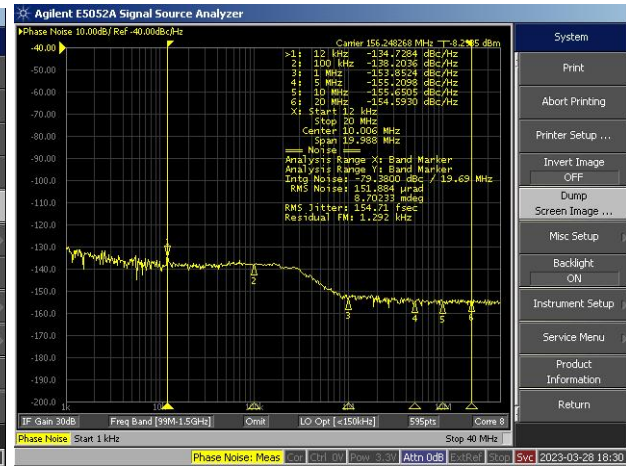 Agilent E5052A Signal Source Analyzer
Phase Noise 10.00dB/ Ref -40.00dBc/Hz
Carrier 156.248268 MHz
dBm
>1: 12 kHz -134.7284 dBc/Hz
2: 100 kHz -138.2036 dBc/Hz
3: 1 MHz -153.8524 dBc/Hz
4: 5 MHz -155.2098 dBc/Hz
5: 10 MHz -155.6505 dBc/Hz
6: 20 MHz -154.5930 dBc/Hz
X: Start 12 kHz
Stop 20 MHz
Center 10.006 MHz
Span 19.988 MHz
=== Noise ===
Analysis Range X: Band Marker
Analysis Range Y: Band Marker
Intg Noise: -79.3800 dBc / 19.69 MHz
RMS Noise: 151.884 µrad
8.70233 mdeg
RMS Jitter: 154.71 fsec
Residual FM: 1.292 kHz
-40.00
-50.00
-60.00
-70.00
-80.00
-90.00
-100.0
-110.0
-120.0
-130.0
-140.0
-150.0
-160.0
-170.0
-180.0
-190.0
-200.0
2
3
4
5
6
1k
IF Gain 30dB
Freq Band [99M-1.5GHz]
Omit
LO Opt [<150kHz]
595pts
Corre 8
Phase Noise Start 1 kHz
Stop 40 MHz
Phase Noise: Meas
Cor
Ctrl 0V
Pow 3.3V
Attn 0dB
ExtRef
Stop
Svc
2023-03-28 18:30
System
Print
Abort Printing
Printer Setup ...
Invert Image
OFF
Dump
Screen Image ...
Misc Setup
Backlight
ON
Instrument Setup
Service Menu
Product
Information
Return